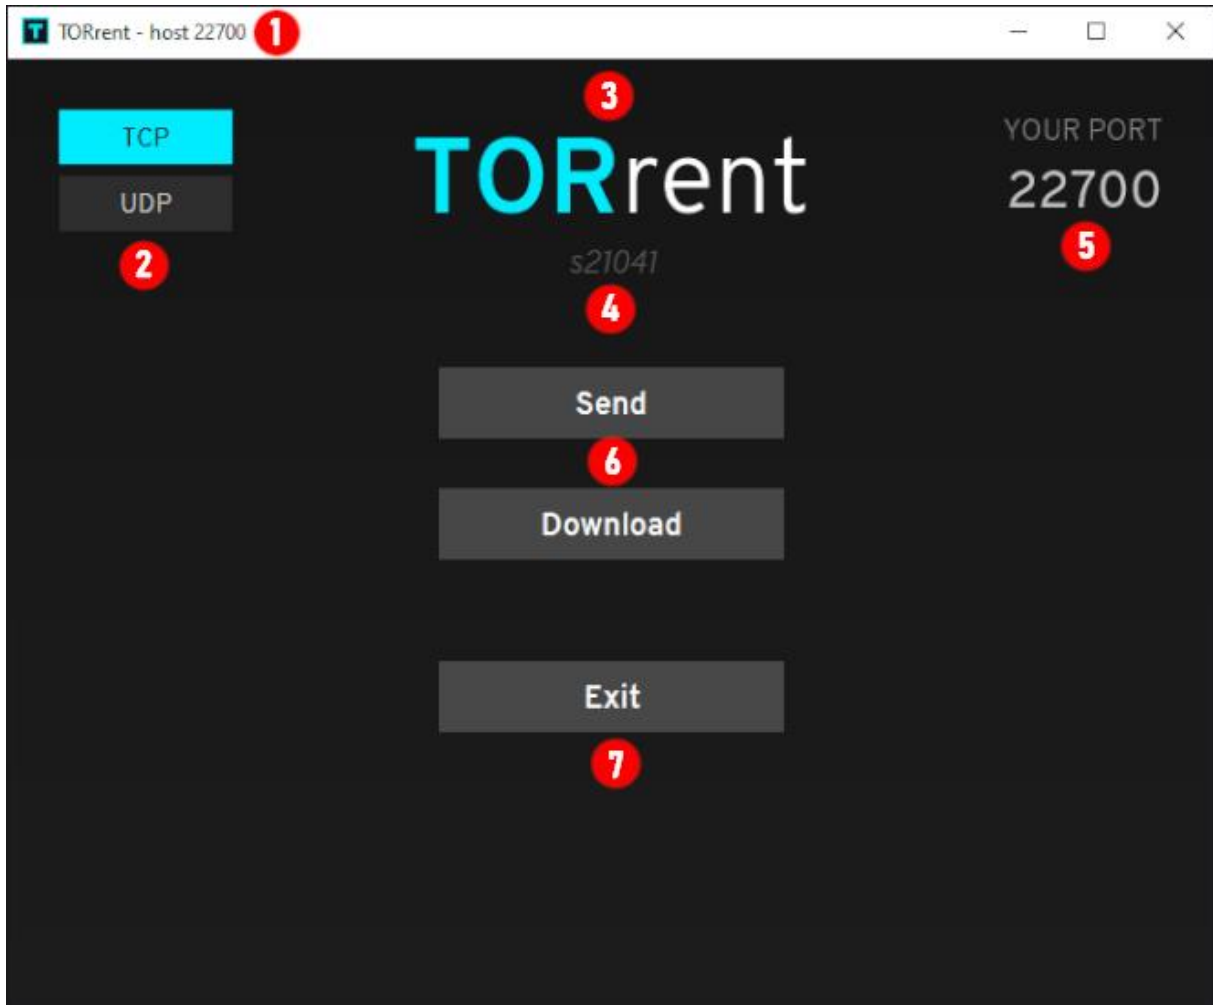 TORrent - host 22700 1
3
TCP
UDP
2
TORrent
s21041
4
YOUR PORT
22700
5
Send
6
Download
Exit
7